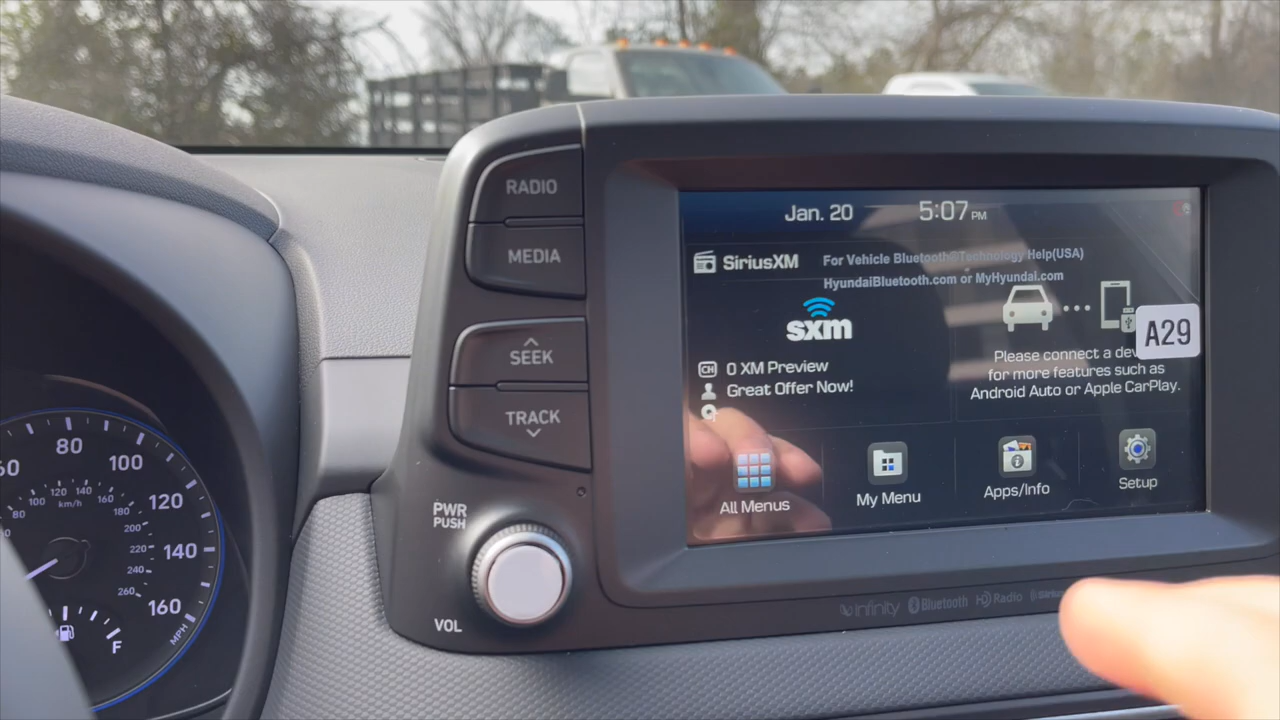 RADIO
MEDIA
SEEK
TRACK
PWR
PUSH
VOL
Jan. 20
5:07 PM
SiriusXM
For Vehicle Bluetooth®Technology Help(USA)
HyundaiBluetooth.com or MyHyundai.com
sxm
CH 0 XM Preview
Great Offer Now!
Please connect a dev
for more features such as
Android Auto or Apple CarPlay.
A29
All Menus
My Menu
Apps/Info
Setup
infinity Bluetooth HD Radio
60
80
100
120
140
160
MPH
80
100
120
140
160
180
200
220
240
260
km/h
F